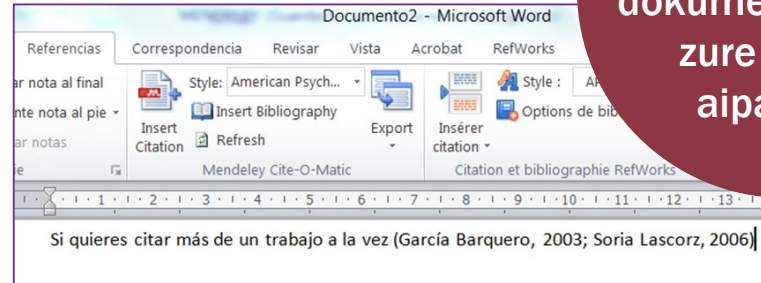 Documento2 - Microsoft Word
Referencias Correspondencia Revisar Vista Acrobat RefWorks
ar nota al final
nte nota al pie
ar notas
Insert Citation
Style: American Psych...
Insert Bibliography
Refresh
Export
Mendeley Cite-O-Matic
Insérer citation
Style :
Options de bib
Citation et bibliographie RefWorks
1 2 3 4 5 6 7 8 9 10 11 12 13
Si quieres citar más de un trabajo a la vez (García Barquero, 2003; Soria Lascorz, 2006)
zure
aipa